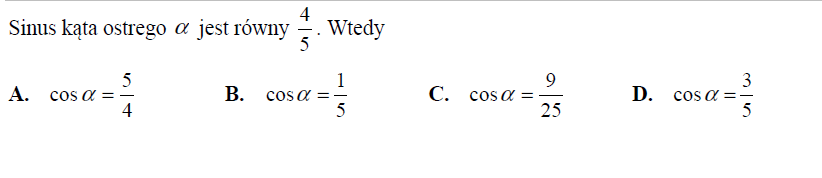 Sinus kąta ostrego α jest równy 4/5. Wtedy
A. cos α = 5/4 B. cos α = 1/5 C. cos α = 9/25 D. cos α = 3/5